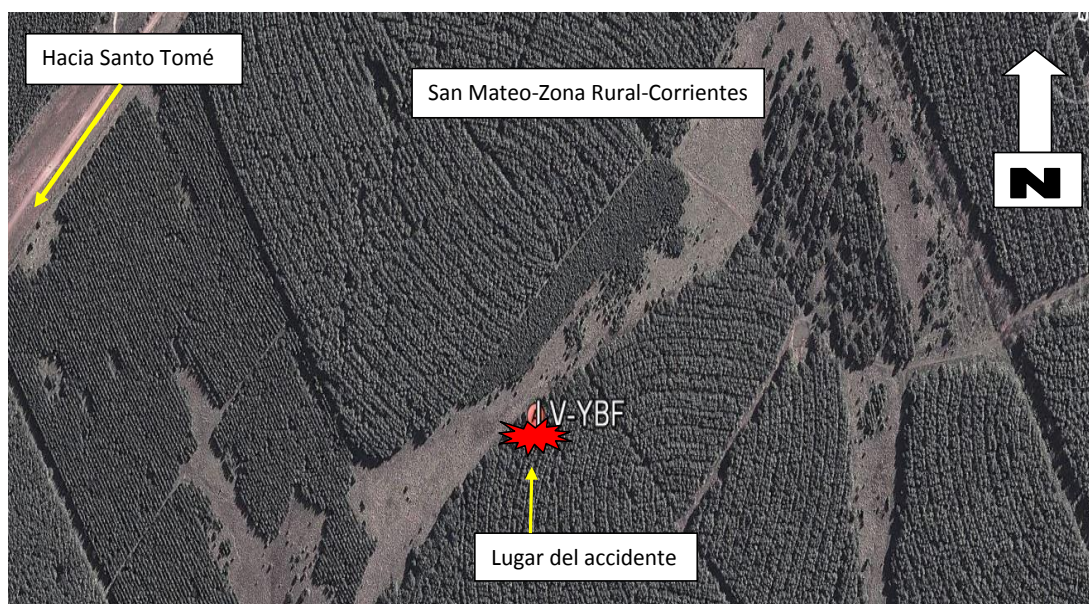 Hacia Santo Tomé
San Mateo-Zona Rural-Corrientes
N
LV-YBF
Lugar del accidente